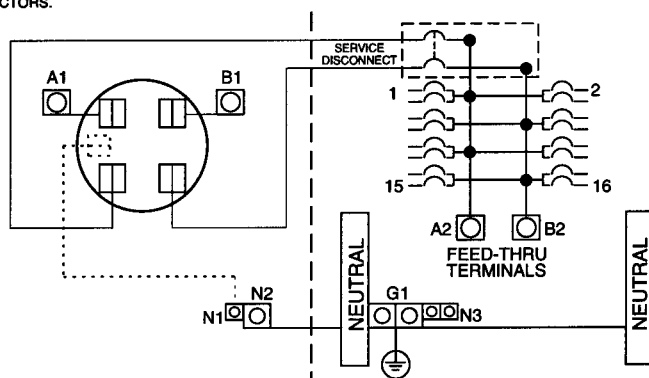 CTORS.
SERVICE
DISCONNECT
A1
B1
1
2
15
16
A2
B2
FEED-THRU
TERMINALS
NEUTRAL
NEUTRAL
N1
N2
G1
N3